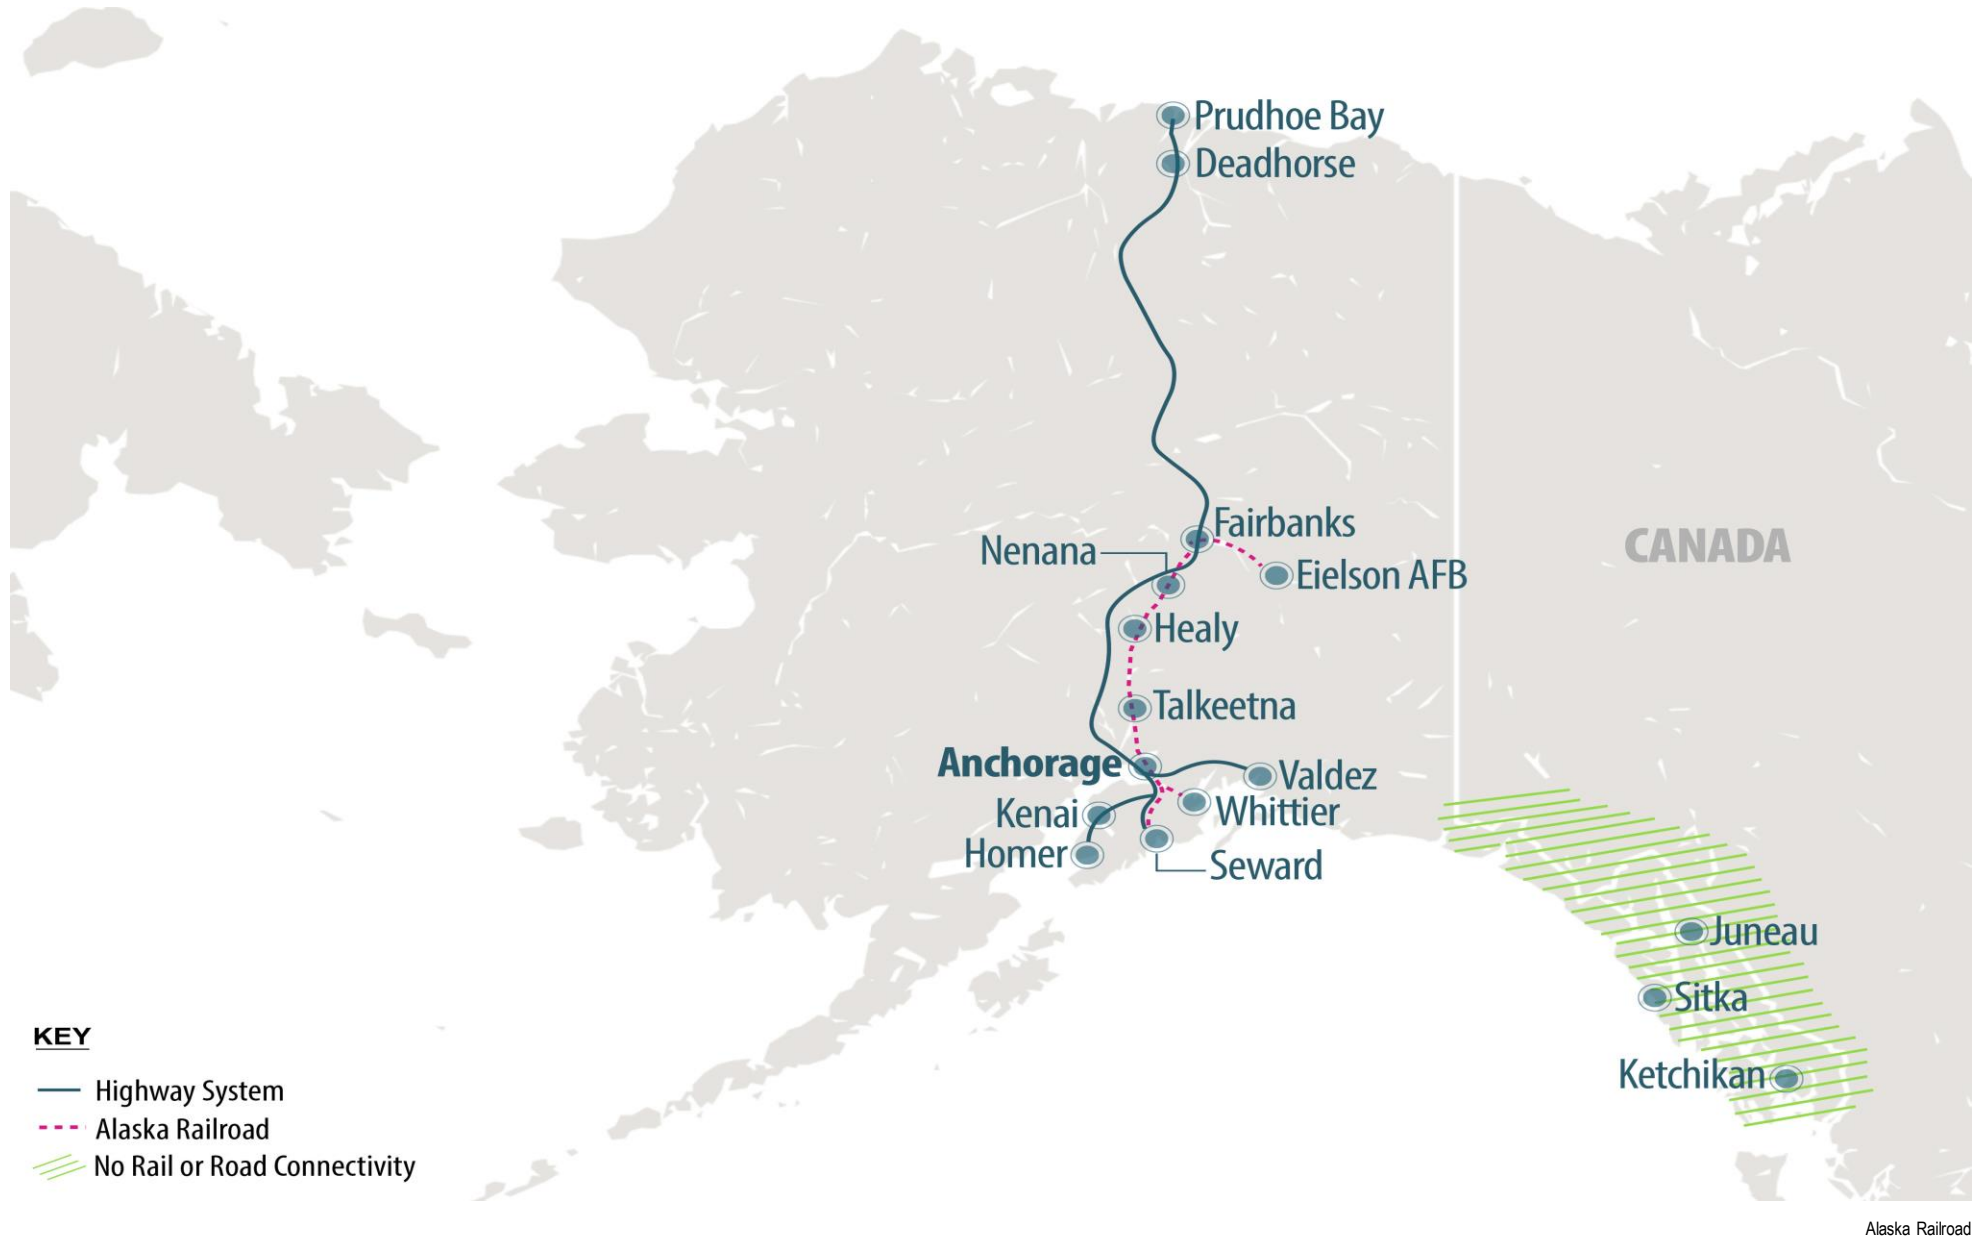 Prudhoe Bay
Deadhorse
Fairbanks
Nenana
Eielson AFB
CANADA
Healy
Talkeetna
Anchorage
Valdez
Kenai
Whittier
Homer
Seward
Juneau
Sitka
Ketchikan
KEY
Highway System
Alaska Railroad
No Rail or Road Connectivity
Alaska Railroad